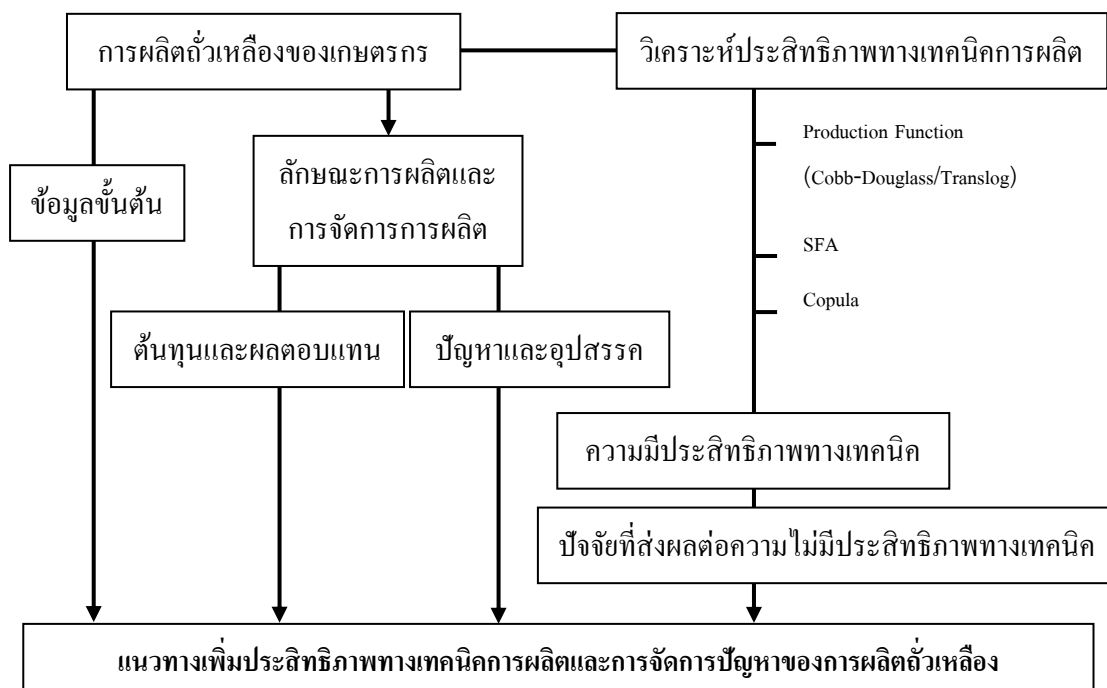 การผลิตถั่วเหลืองของเกษตรกร
วิเคราะห์ประสิทธิภาพทางเทคนิคการผลิต
Production Function
(Cobb-Douglass/Translog)
SFA
Copula
ข้อมูลขั้นต้น
ลักษณะการผลิตและ
การจัดการการผลิต
ต้นทุนและผลตอบแทน
ปัญหาและอุปสรรค
ความมีประสิทธิภาพทางเทคนิค
ปัจจัยที่ส่งผลต่อความไม่มีประสิทธิภาพทางเทคนิค
แนวทางเพิ่มประสิทธิภาพทางเทคนิคการผลิตและการจัดการปัญหาของการผลิตถั่วเหลือง